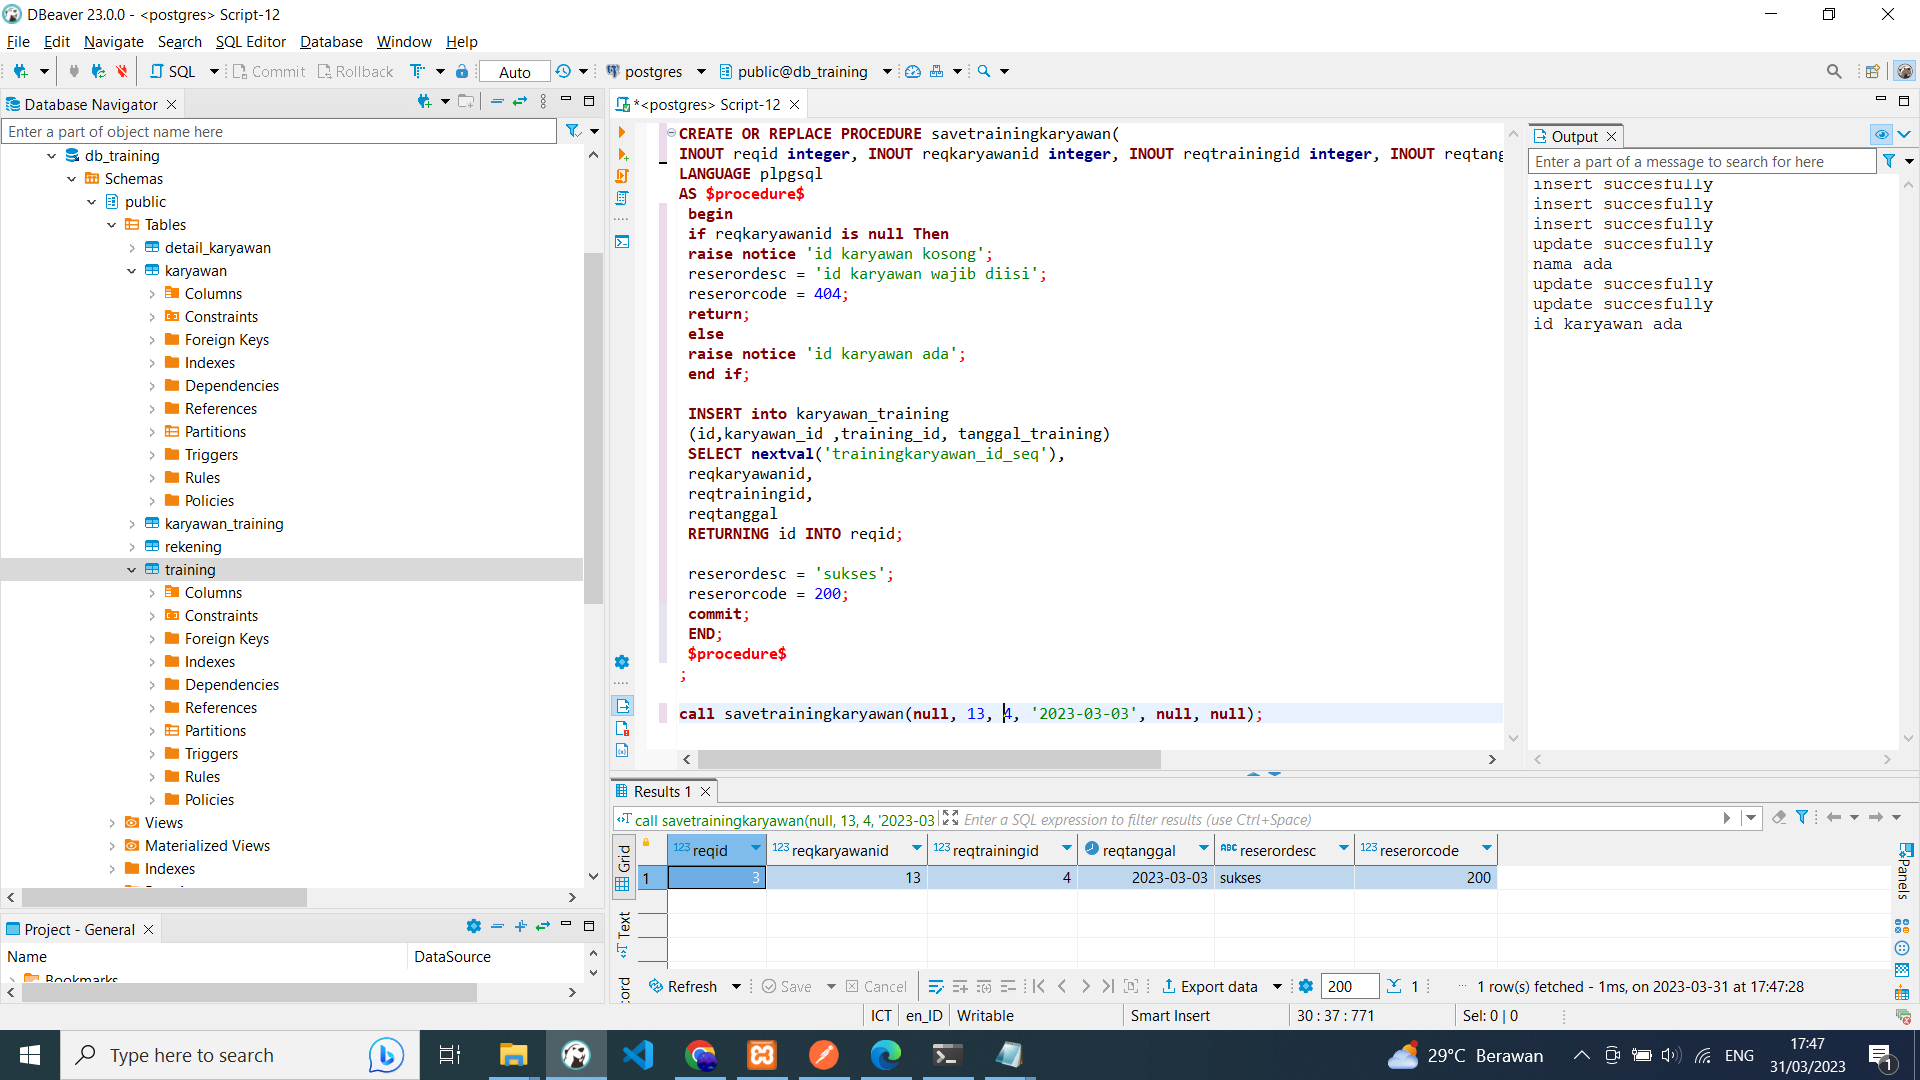 DBeaver 23.0.0 - <postgres> Script-12
File Edit Navigate Search SQL Editor Database Window Help
SQL Commit Rollback Auto postgres public@db_training
Database Navigator
Enter a part of object name here
db_training
Schemas
public
Tables
detail_karyawan
karyawan
Columns
Constraints
Foreign Keys
Indexes
Dependencies
References
Partitions
Triggers
Rules
Policies
karyawan_training
rekening
training
Columns
Constraints
Foreign Keys
Indexes
Dependencies
References
Partitions
Triggers
Rules
Policies
Views
Materialized Views
Indexes
Project - General
Name DataSource
Bookmarks
*<postgres> Script-12
CREATE OR REPLACE PROCEDURE savetrainingkaryawan(
INOUT reqid integer, INOUT reqkaryawanid integer, INOUT reqtrainingid integer, INOUT reqtang
LANGUAGE plpgsql
AS $procedure$
begin
if reqkaryawanid is null Then
raise notice 'id karyawan kosong';
reserordesc = 'id karyawan wajib diisi';
reserorcode = 404;
return;
else
raise notice 'id karyawan ada';
end if;
INSERT into karyawan_training
(id,karyawan_id ,training_id, tanggal_training)
SELECT nextval('trainingkaryawan_id_seq'),
reqkaryawanid,
reqtrainingid,
reqtanggal
RETURNING id INTO reqid;
reserordesc = 'sukses';
reserorcode = 200;
commit;
END;
$procedure$
;
call savetrainingkaryawan(null, 13, 4, '2023-03-03', null, null);
Output
Enter a part of a message to search for here
insert succesfully
insert succesfully
insert succesfully
update succesfully
nama ada
update succesfully
update succesfully
id karyawan ada
Results 1
call savetrainingkaryawan(null, 13, 4, '2023-03 Enter a SQL expression to filter results (use Ctrl+Space)
Grid
Text
Panels
123 reqid 123 reqkaryawanid 123 reqtrainingid reqtanggal ABC reserordesc 123 reserorcode
1 3 13 4 2023-03-03 sukses 200
Refresh Save Cancel Export data 200 1 1 row(s) fetched - 1ms, on 2023-03-31 at 17:47:28
ICT en_ID Writable Smart Insert 30 : 37 : 771 Sel: 0 | 0
Type here to search
29°C Berawan ENG
17:47
31/03/2023
1